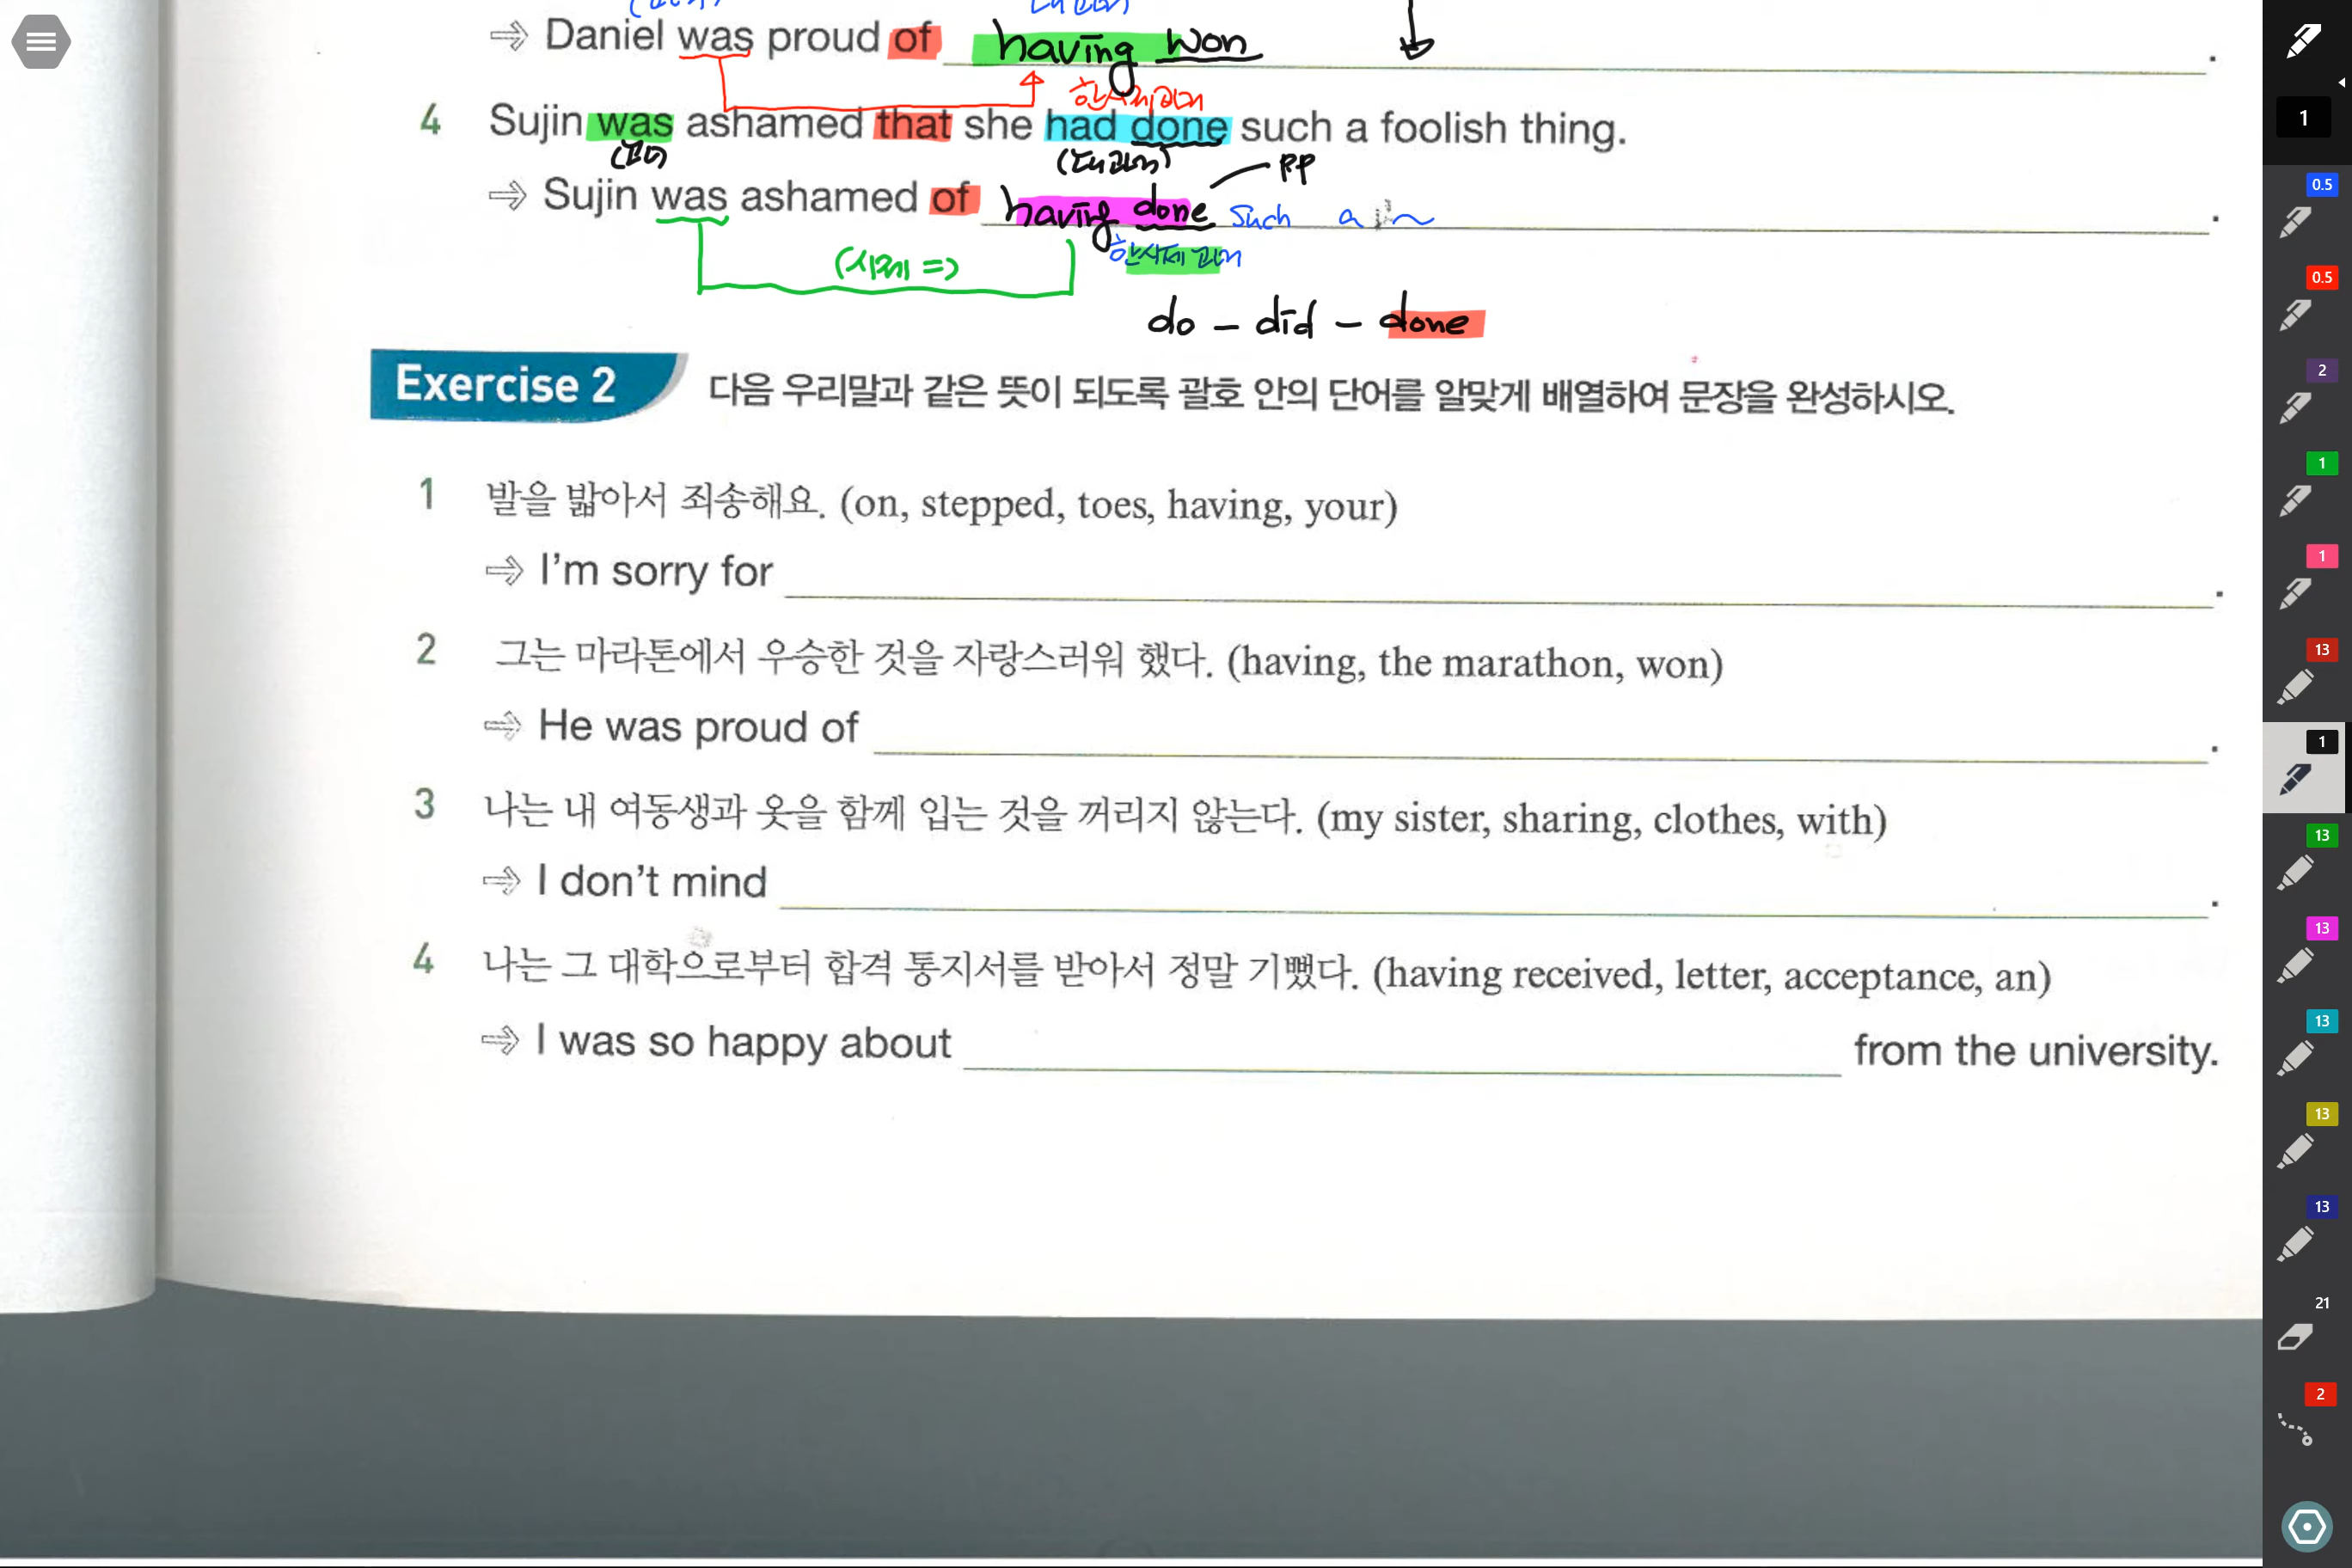 ⇨ Daniel was proud of having won .
한시제과거
4 Sujin was ashamed that she had done such a foolish thing.
(과거) (대과거) PP
⇨ Sujin was ashamed of having done such a .
(시제 =>) 한시제 과거
do – did – done
Exercise 2 다음 우리말과 같은 뜻이 되도록 괄호 안의 단어를 알맞게 배열하여 문장을 완성하시오.
1 발을 밟아서 죄송해요. (on, stepped, toes, having, your)
⇨ I'm sorry for .
2 그는 마라톤에서 우승한 것을 자랑스러워 했다. (having, the marathon, won)
⇨ He was proud of .
3 나는 내 여동생과 옷을 함께 입는 것을 꺼리지 않는다. (my sister, sharing, clothes, with)
⇨ I don't mind .
4 나는 그 대학으로부터 합격 통지서를 받아서 정말 기뻤다. (having received, letter, acceptance, an)
⇨ I was so happy about from the university.
1
0.5
0.5
2
1
1
13
1
13
13
13
13
13
21
2